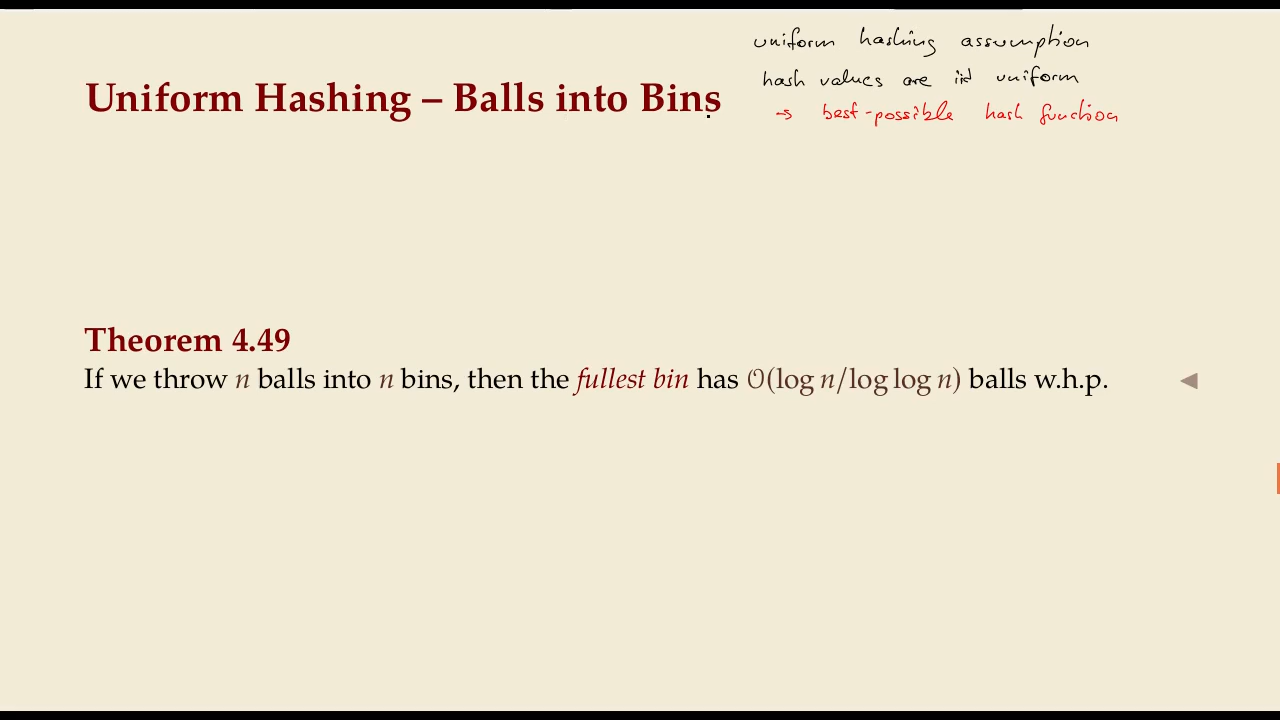 uniform hashing assumption
hash values are iid uniform
→ best-possible hash function
Uniform Hashing – Balls into Bins
Theorem 4.49
If we throw n balls into n bins, then the fullest bin has O(log n/log log n) balls w.h.p. ◀